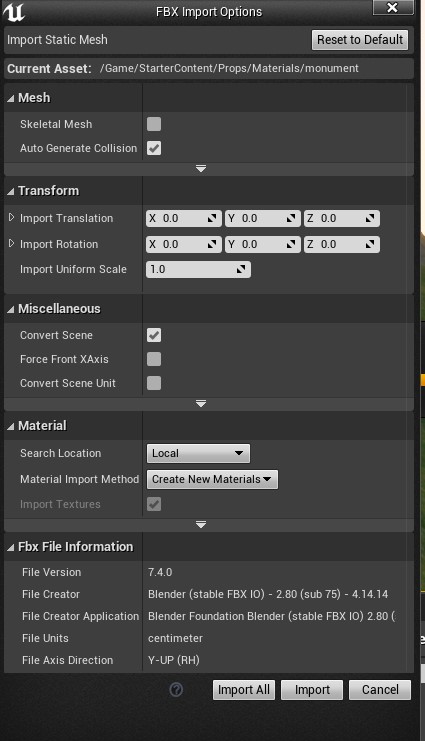 FBX Import Options
Import Static Mesh
Reset to Default
Current Asset: /Game/StarterContent/Props/Materials/monument
Mesh
Skeletal Mesh
Auto Generate Collision
Transform
Import Translation X 0.0 Y 0.0 Z 0.0
Import Rotation X 0.0 Y 0.0 Z 0.0
Import Uniform Scale 1.0
Miscellaneous
Convert Scene
Force Front XAxis
Convert Scene Unit
Material
Search Location Local
Material Import Method Create New Materials
Import Textures
Fbx File Information
File Version 7.4.0
File Creator Blender (stable FBX IO) - 2.80 (sub 75) - 4.14.14
File Creator Application Blender Foundation Blender (stable FBX IO) 2.80 (
File Units centimeter
File Axis Direction Y-UP (RH)
Import All Import Cancel